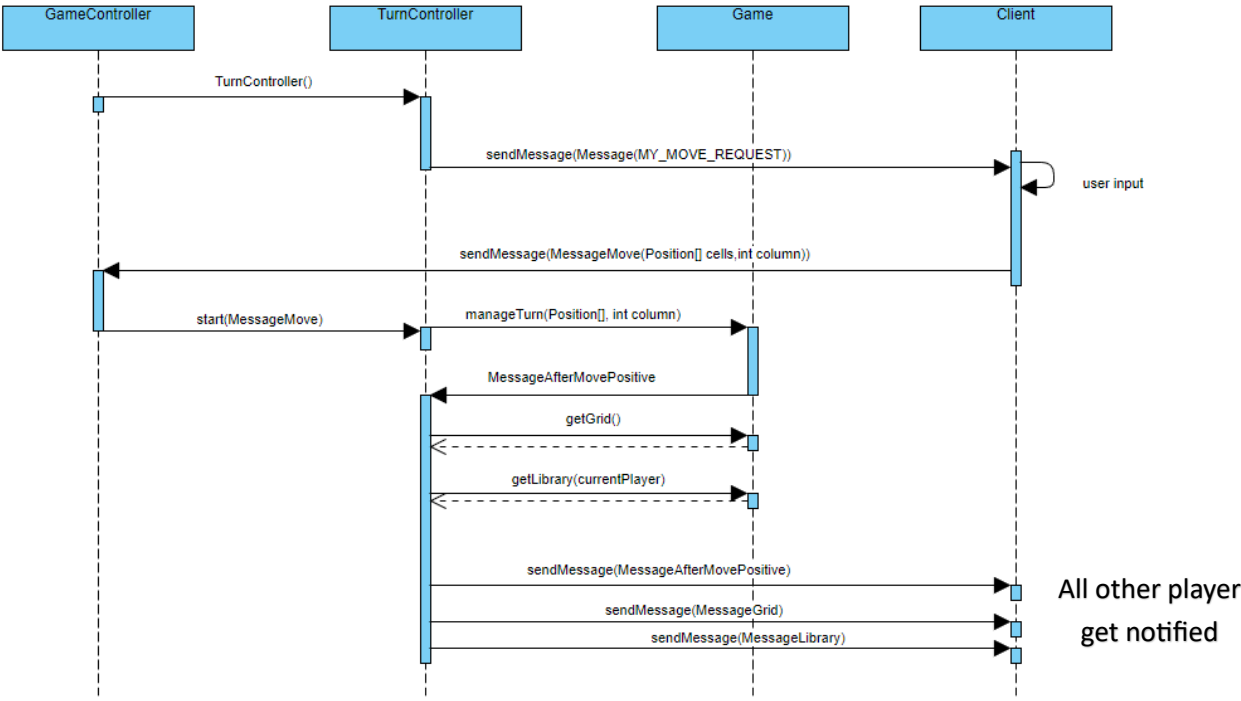 GameController
TurnController
Game
Client
TurnController()
sendMessage(Message(MY_MOVE_REQUEST))
user input
sendMessage(MessageMove(Position[] cells,int column))
start(MessageMove)
manageTurn(Position[], int column)
MessageAfterMovePositive
getGrid()
getLibrary(currentPlayer)
sendMessage(MessageAfterMovePositive)
sendMessage(MessageGrid)
sendMessage(MessageLibrary)
All other player
get notified